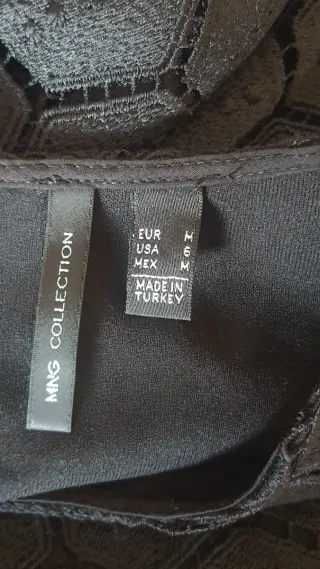 MNG COLLECTION
EUR M
USA 6
MEX M
MADE IN
TURKEY